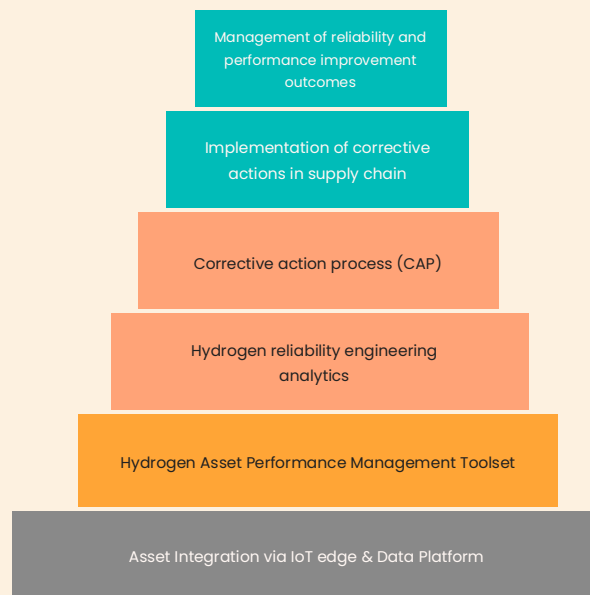 Management of reliability and
performance improvement
outcomes
Implementation of corrective
actions in supply chain
Corrective action process (CAP)
Hydrogen reliability engineering
analytics
Hydrogen Asset Performance Management Toolset
Asset Integration via IoT edge & Data Platform